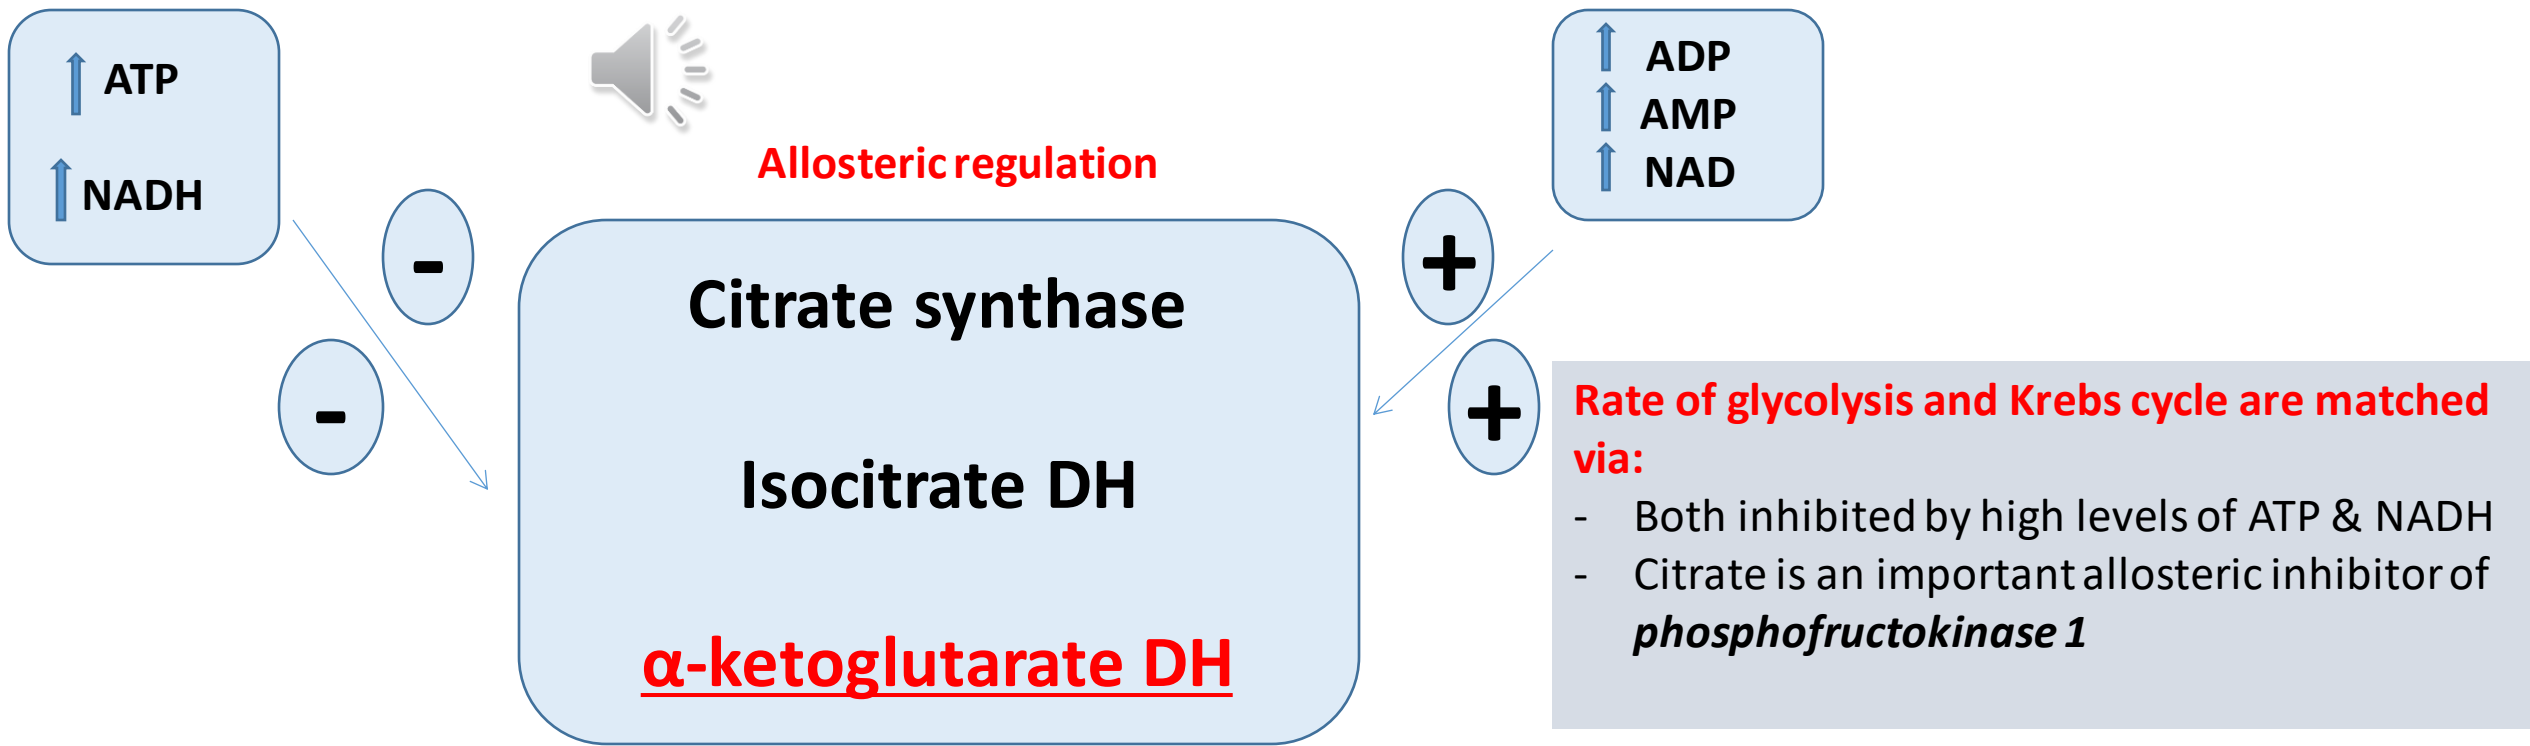 ATP
NADH
-
-
Allosteric regulation
Citrate synthase
Isocitrate DH
α-ketoglutarate DH
ADP
AMP
NAD
+
+
Rate of glycolysis and Krebs cycle are matched
via:
- Both inhibited by high levels of ATP & NADH
- Citrate is an important allosteric inhibitor of
phosphofructokinase 1